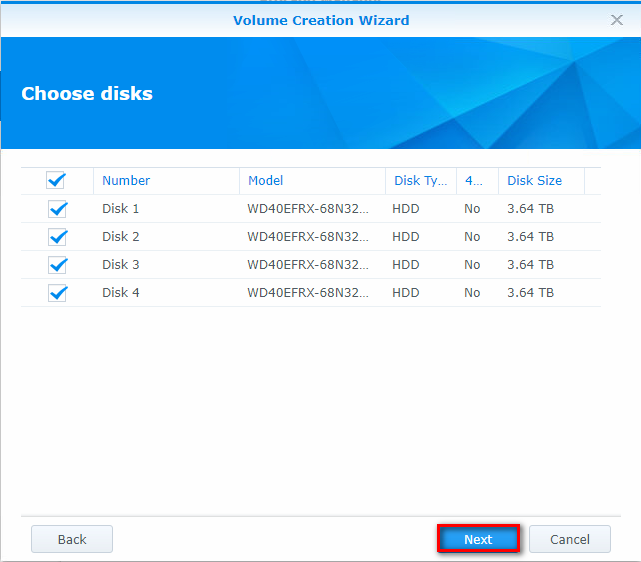 Volume Creation Wizard
Choose disks
Number Model Disk Ty... 4... Disk Size
Disk 1 WD40EFRX-68N32... HDD No 3.64 TB
Disk 2 WD40EFRX-68N32... HDD No 3.64 TB
Disk 3 WD40EFRX-68N32... HDD No 3.64 TB
Disk 4 WD40EFRX-68N32... HDD No 3.64 TB
Back Next Cancel